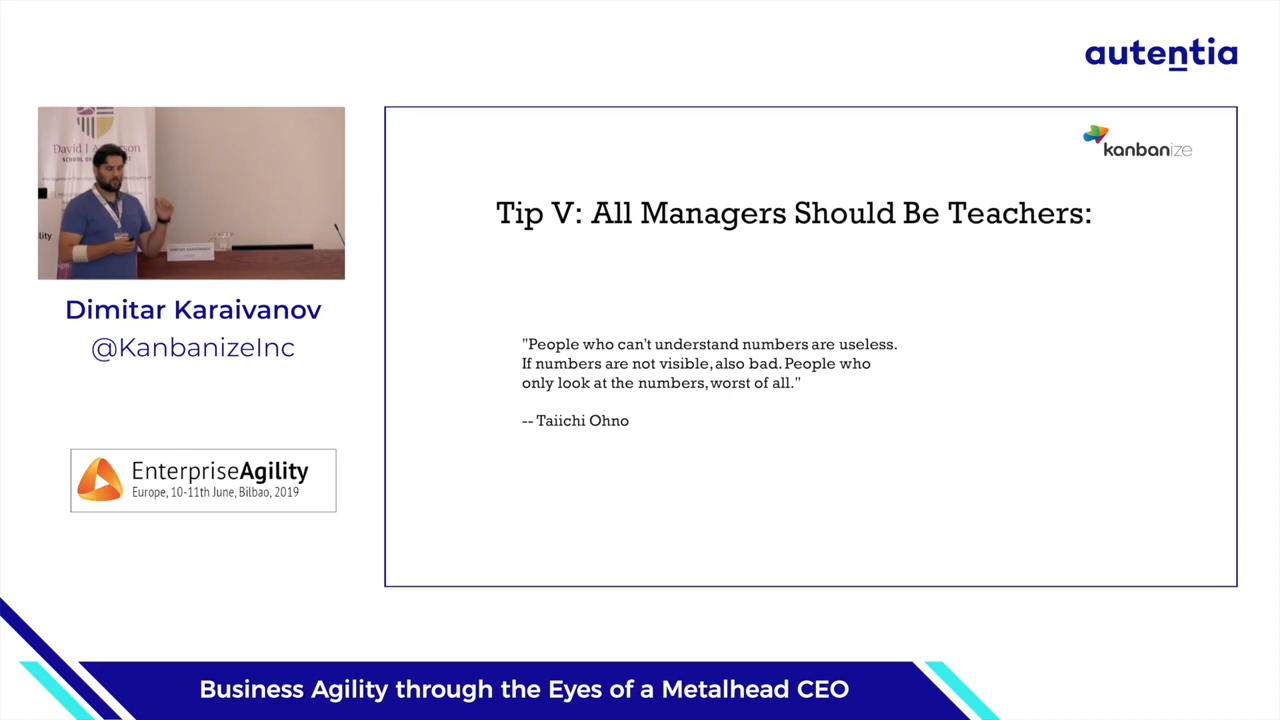 autentia
kanbanize
Tip V: All Managers Should Be Teachers:
"People who can't understand numbers are useless.
If numbers are not visible, also bad. People who
only look at the numbers, worst of all."
-- Taiichi Ohno
David J A
son
Dimitar Karaivanov
@KanbanizeInc
EnterpriseAgility
Europe, 10-11th June, Bilbao, 2019
Business Agility through the Eyes of a Metalhead CEO